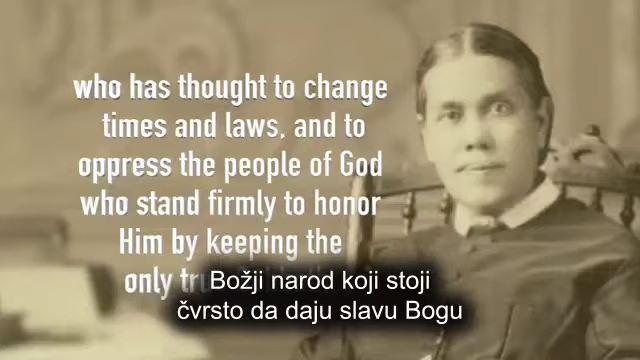 who has thought to change
times and laws, and to
oppress the people of God
who stand firmly to honor
Him by keeping the
only
Božji narod koji stoji
čvrsto da daju slavu Bogu